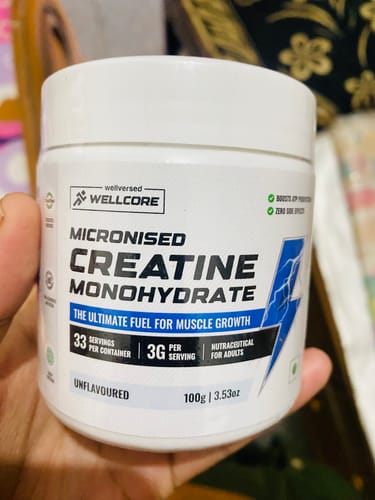 wellversed
WELLCORE
BOOSTS ATP
ZERO SIDE EFFECTS
MICRONISED
CREATINE
MONOHYDRATE
THE ULTIMATE FUEL FOR MUSCLE GROWTH
33 SERVINGS PER CONTAINER
3G PER SERVING
NUTRACEUTICAL FOR ADULTS
UNFLAVOURED
100g | 3.53oz